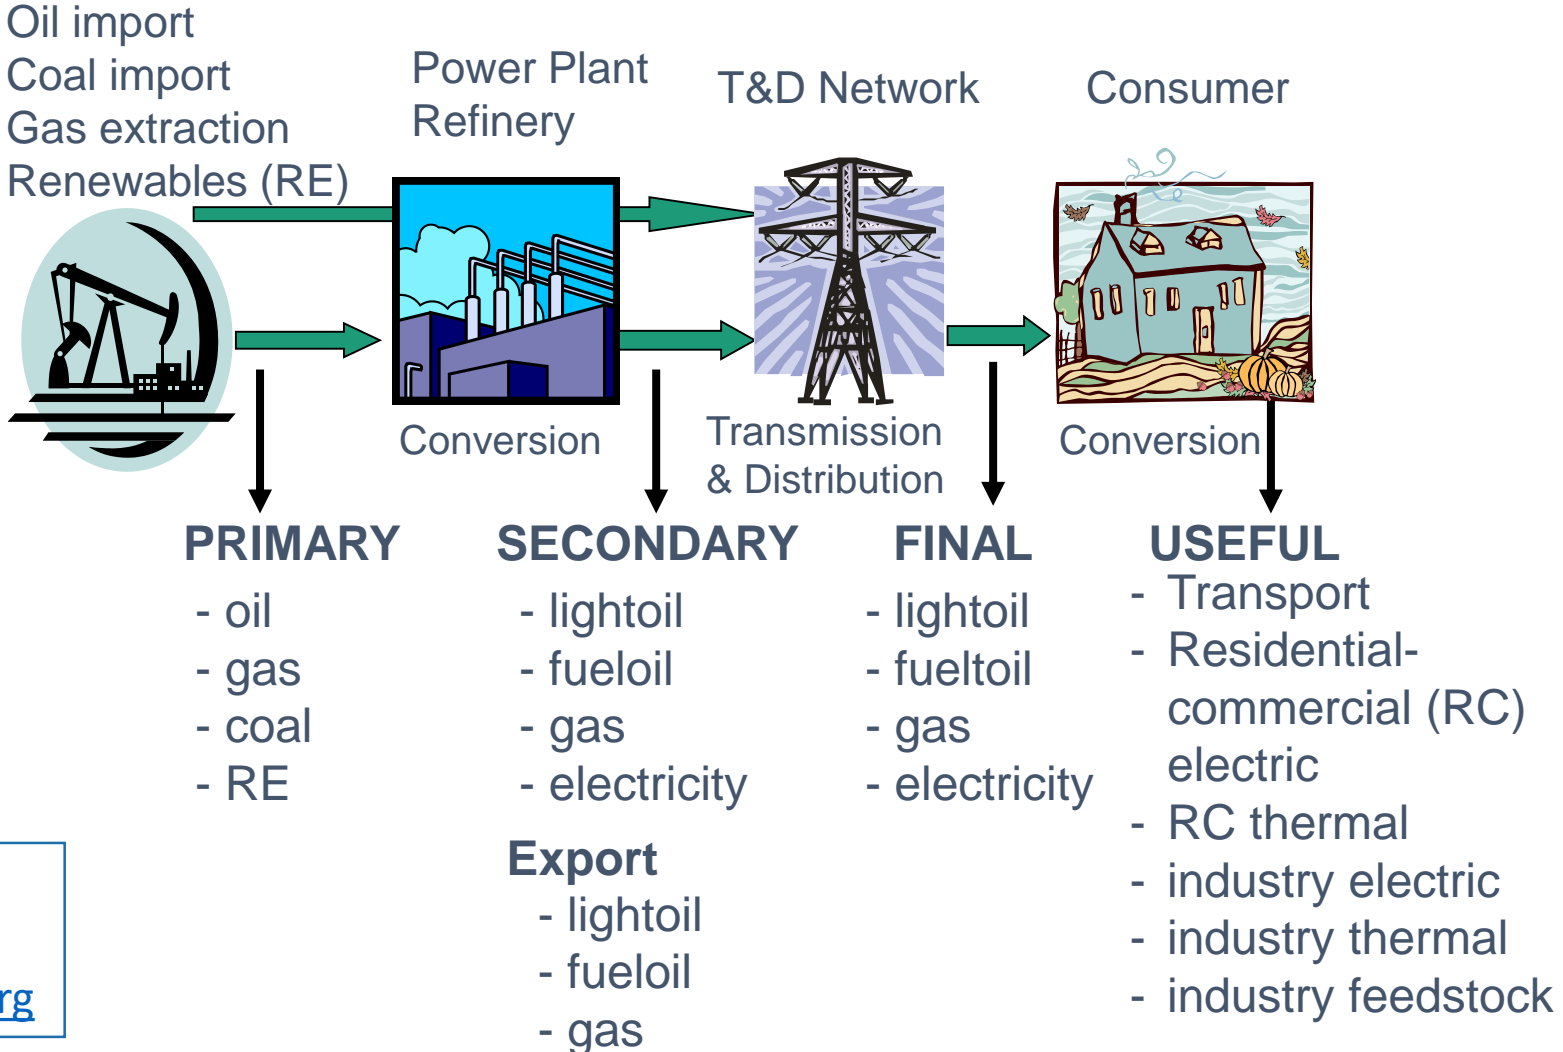 Oil import
Coal import
Gas extraction
Renewables (RE)
Power Plant
Refinery
T&D Network
Consumer
Conversion
Transmission
& Distribution
Conversion
PRIMARY
- oil
- gas
- coal
- RE
SECONDARY
- lightoil
- fueloil
- gas
- electricity
Export
- lightoil
- fueloil
- gas
FINAL
- lightoil
- fueltoil
- gas
- electricity
USEFUL
- Transport
- Residential-
commercial (RC)
electric
- RC thermal
- industry electric
- industry thermal
- industry feedstock
rg